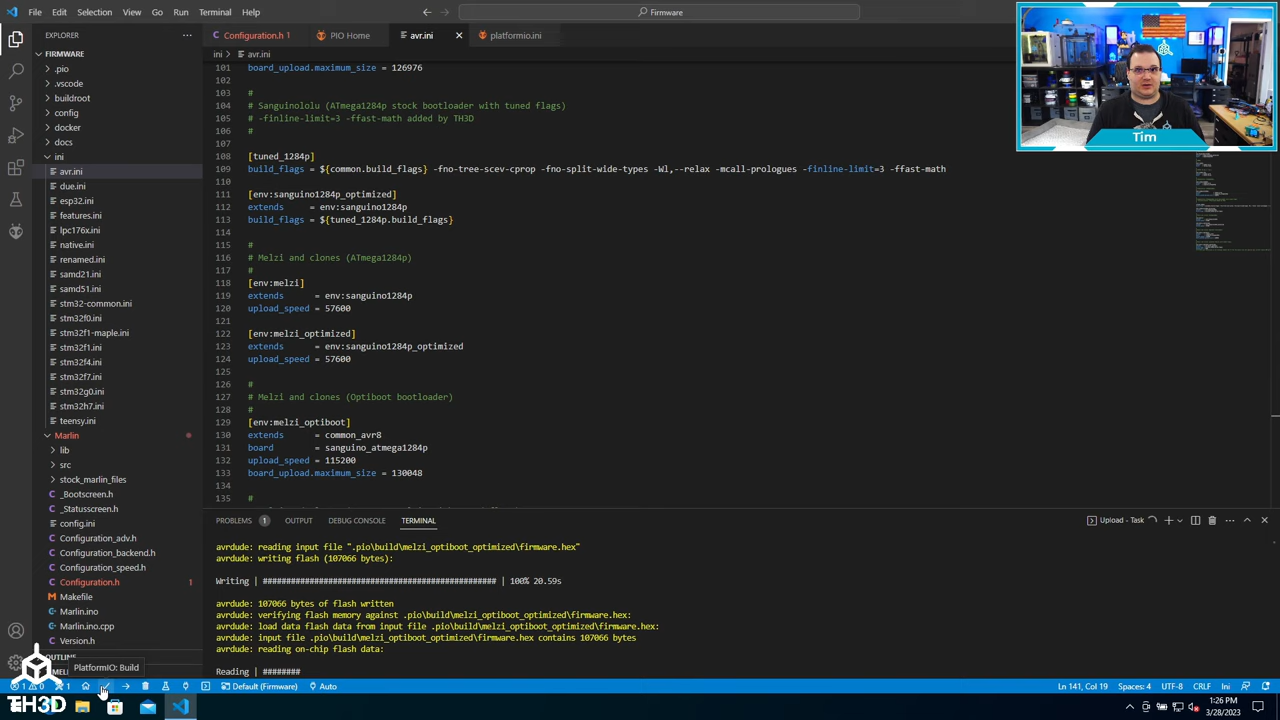 File Edit Selection View Go Run Terminal Help
Firmware
EXPLORER
Configuration.h 1
PIO Home
avr.ini
platformio.ini
FIRMWARE
ini > avr.ini
.pio
.vscode
buildroot
config
docker
docs
ini
avr.ini
due.ini
esp32.ini
features.ini
lpc176x.ini
native.ini
renamed.ini
samd21.ini
samd51.ini
stm32-common.ini
stm32f0.ini
stm32f1-maple.ini
stm32f1.ini
stm32f4.ini
stm32f7.ini
stm32g0.ini
stm32h7.ini
teensy.ini
Marlin
lib
src
stock_marlin_files
_Bootscreen.h
_Statusscreen.h
config.ini
Configuration_adv.h
Configuration_backend.h
Configuration_speed.h
Configuration.h 1
Makefile
Marlin.ino
Marlin.ino.cpp
Version.h
OUTLINE
101 board_upload.maximum_size = 126976
102
103 #
104 # Sanguinololu (ATmega1284p stock bootloader with tuned flags)
105 # -finline-limit=3 -ffast-math added by TH3D
106 #
107
108 [tuned_1284p]
109 build_flags = ${common.build_flags} -fno-tree-scev-cprop -fno-split-wide-types -Wl,--relax -mcall-prologues -finline-limit=3 -ffast-math
110
111 [env:sanguino1284p_optimized]
112 extends = env:sanguino1284p
113 build_flags = ${tuned_1284p.build_flags}
114
115 #
116 # Melzi and clones (ATmega1284p)
117 #
118 [env:melzi]
119 extends = env:sanguino1284p
120 upload_speed = 57600
121
122 [env:melzi_optimized]
123 extends = env:sanguino1284p_optimized
124 upload_speed = 57600
125
126 #
127 # Melzi and clones (Optiboot bootloader)
128 #
129 [env:melzi_optiboot]
130 extends = common_avr8
131 board = sanguino_atmega1284p
132 upload_speed = 115200
133 board_upload.maximum_size = 130048
134
135 #
Tim
PROBLEMS 1 OUTPUT DEBUG CONSOLE TERMINAL
Upload - Task
avrdude: reading input file ".pio\build\melzi_optiboot_optimized\firmware.hex"
avrdude: writing flash (107066 bytes):
Writing | ################################################## | 100% 20.59s
avrdude: 107066 bytes of flash written
avrdude: verifying flash memory against .pio\build\melzi_optiboot_optimized\firmware.hex:
avrdude: load data flash data from input file .pio\build\melzi_optiboot_optimized\firmware.hex:
avrdude: input file .pio\build\melzi_optiboot_optimized\firmware.hex contains 107066 bytes
avrdude: reading on-chip flash data:
Reading | ########
PlatformIO: Build
1 0 1
Default (Firmware)
Auto
Ln 141, Col 19 Spaces: 4 UTF-8 CRLF Ini
TH3D
1:26 PM
3/28/2023